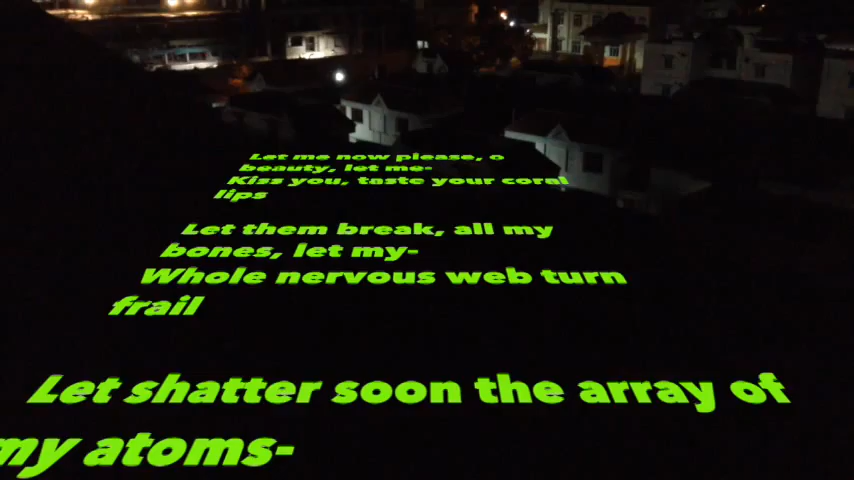 Let me now please, o
beauty, let me-
Kiss you, taste your coral
lips
Let them break, all my
bones, let my-
Whole nervous web turn
frail
Let shatter soon the array of
my atoms-